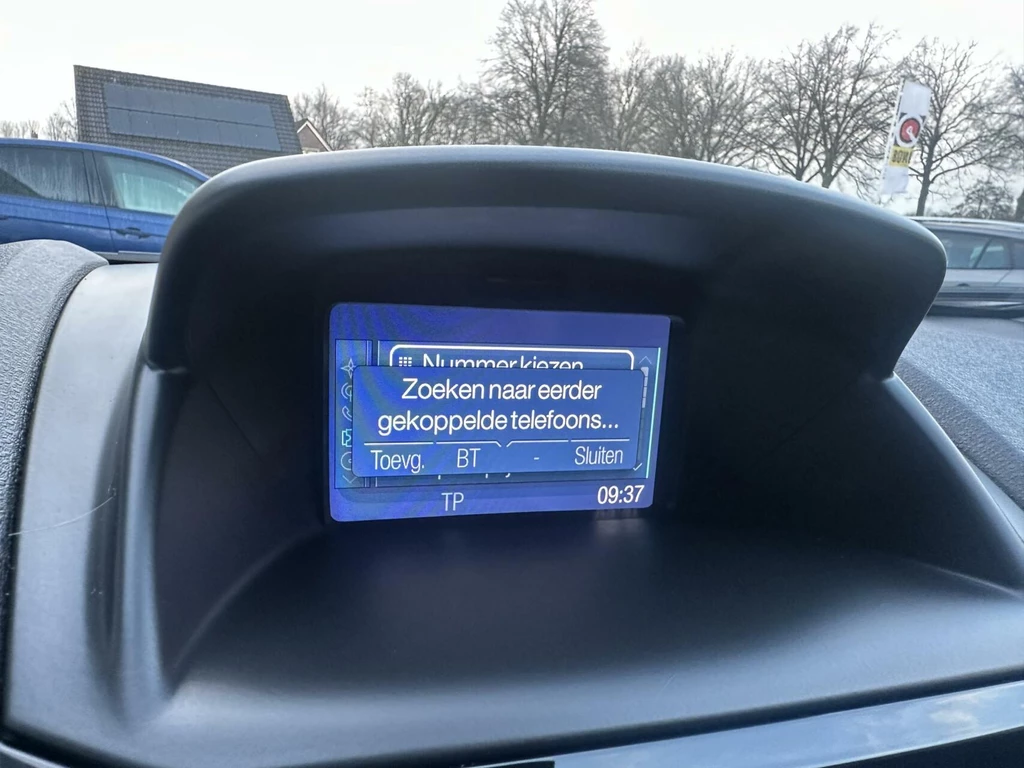 Nummer kiezen
Zoeken naar eerder
gekoppelde telefoons...
Toevg. BT - Sluiten
TP 09:37